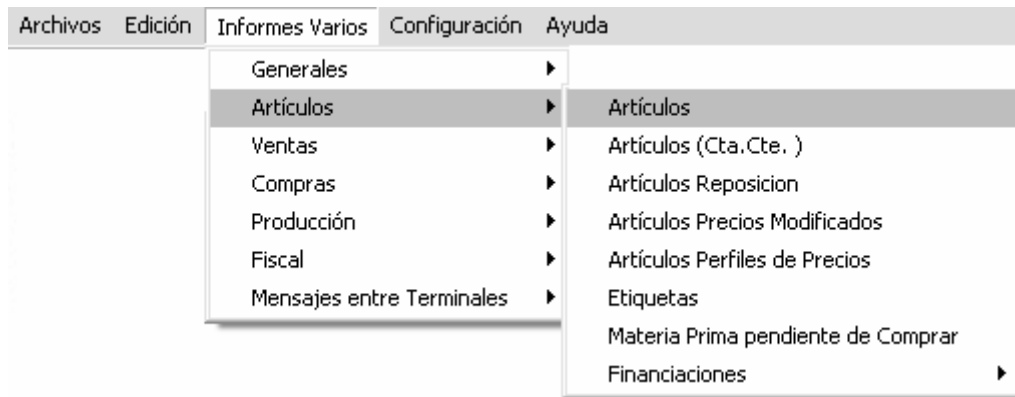 Archivos Edición Informes Varios Configuración Ayuda
Generales
Artículos
Ventas
Compras
Producción
Fiscal
Mensajes entre Terminales
Artículos
Artículos (Cta.Cte. )
Artículos Reposicion
Artículos Precios Modificados
Artículos Perfiles de Precios
Etiquetas
Materia Prima pendiente de Comprar
Financiaciones